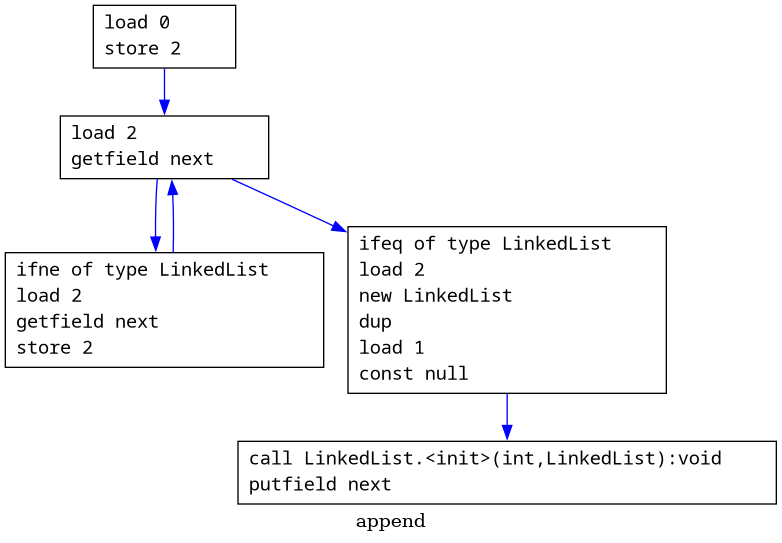 load 0
store 2
load 2
getfield next
ifne of type LinkedList
load 2
getfield next
store 2
ifeq of type LinkedList
load 2
new LinkedList
dup
load 1
const null
call LinkedList.<init>(int,LinkedList):void
putfield next
append